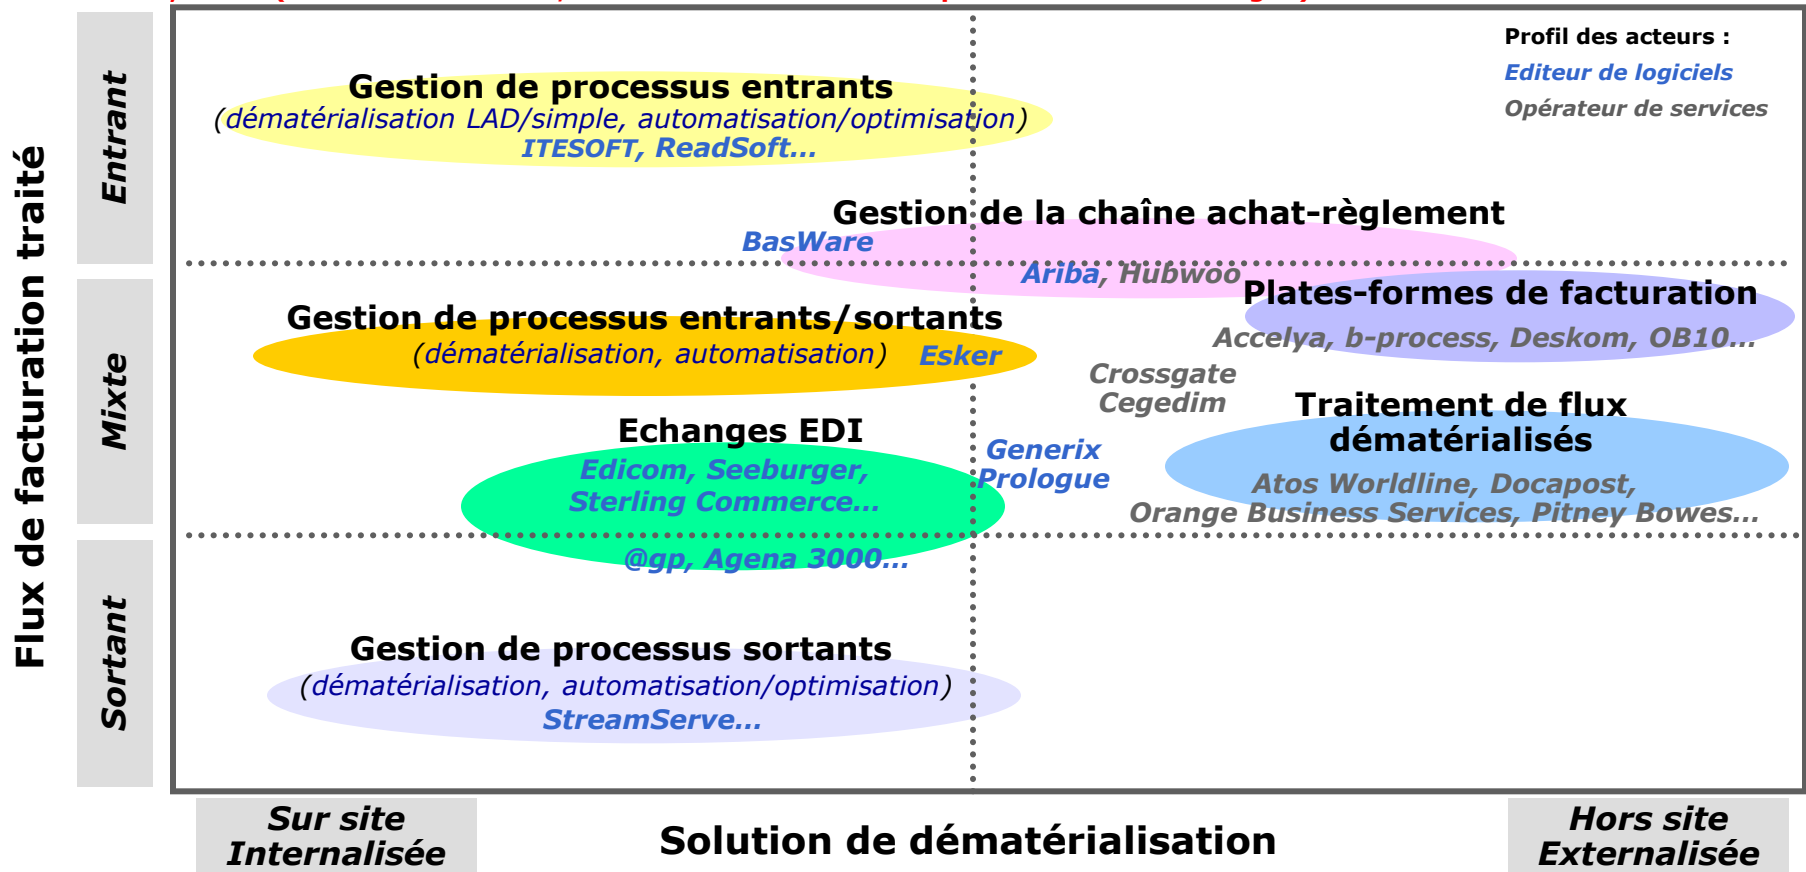 Profil des acteurs :
Editeur de logiciels
Opérateur de services
Flux de facturation traité
Entrant
Gestion de processus entrants
(dématérialisation LAD/simple, automatisation/optimisation)
ITESOFT, ReadSoft...
Gestion de la chaîne achat-règlement
BasWare
Ariba, Hubwoo
Mixte
Plates-formes de facturation
Accelya, b-process, Deskom, OB10...
Gestion de processus entrants/sortants
(dématérialisation, automatisation) Esker
Crossgate
Cegedim
Traitement de flux
dématérialisés
Atos Worldline, Docapost,
Orange Business Services, Pitney Bowes...
Echanges EDI
Edicom, Seeburger,
Sterling Commerce...
Generix
Prologue
@gp, Agena 3000...
Sortant
Gestion de processus sortants
(dématérialisation, automatisation/optimisation)
StreamServe...
Sur site
Internalisée
Solution de dématérialisation
Hors site
Externalisée